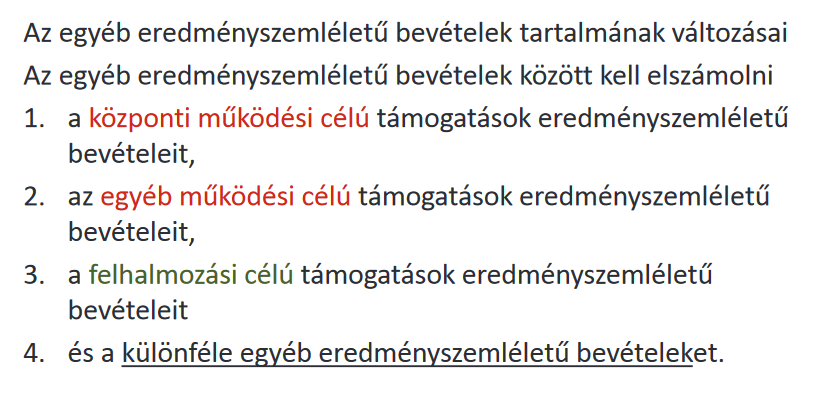 Az egyéb eredményszemléletű bevételek tartalmának változásai
Az egyéb eredményszemléletű bevételek között kell elszámolni
1. a központi működési célú támogatások eredményszemléletű
bevételeit,
2. az egyéb működési célú támogatások eredményszemléletű
bevételeit,
3. a felhalmozási célú támogatások eredményszemléletű
bevételeit
4. és a különféle egyéb eredményszemléletű bevételeket.